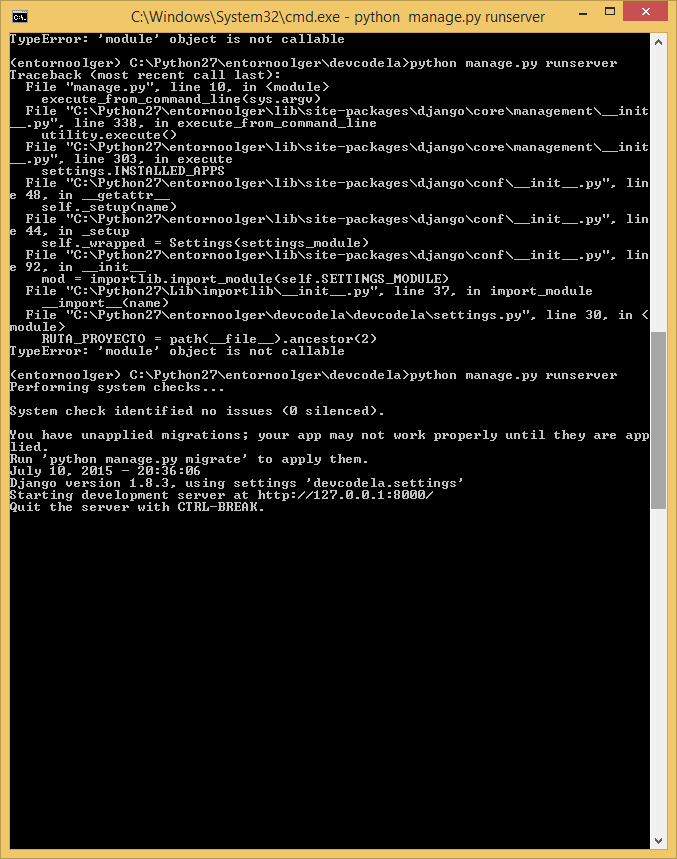 C:\Windows\System32\cmd.exe - python  manage.py runserver
TypeError: 'module' object is not callable
(entornoolger) C:\Python27\entornoolger\devcodela>python manage.py runserver
Traceback (most recent call last):
  File "manage.py", line 10, in <module>
    execute_from_command_line(sys.argv)
  File "C:\Python27\entornoolger\lib\site-packages\django\core\management\__init
__.py", line 338, in execute_from_command_line
    utility.execute()
  File "C:\Python27\entornoolger\lib\site-packages\django\core\management\__init
__.py", line 303, in execute
    settings.INSTALLED_APPS
  File "C:\Python27\entornoolger\lib\site-packages\django\conf\__init__.py", lin
e 48, in __getattr__
    self._setup(name)
  File "C:\Python27\entornoolger\lib\site-packages\django\conf\__init__.py", lin
e 44, in _setup
    self._wrapped = Settings(settings_module)
  File "C:\Python27\entornoolger\lib\site-packages\django\conf\__init__.py", lin
e 92, in __init__
    mod = importlib.import_module(self.SETTINGS_MODULE)
  File "C:\Python27\Lib\importlib\__init__.py", line 37, in import_module
    __import__(name)
  File "C:\Python27\entornoolger\devcodela\devcodela\settings.py", line 30, in <
module>
    RUTA_PROYECTO = path(__file__).ancestor(2)
TypeError: 'module' object is not callable
(entornoolger) C:\Python27\entornoolger\devcodela>python manage.py runserver
Performing system checks...
System check identified no issues (0 silenced).
You have unapplied migrations; your app may not work properly until they are app
lied.
Run 'python manage.py migrate' to apply them.
July 10, 2015 - 20:36:06
Django version 1.8.3, using settings 'devcodela.settings'
Starting development server at http://127.0.0.1:8000/
Quit the server with CTRL-BREAK.